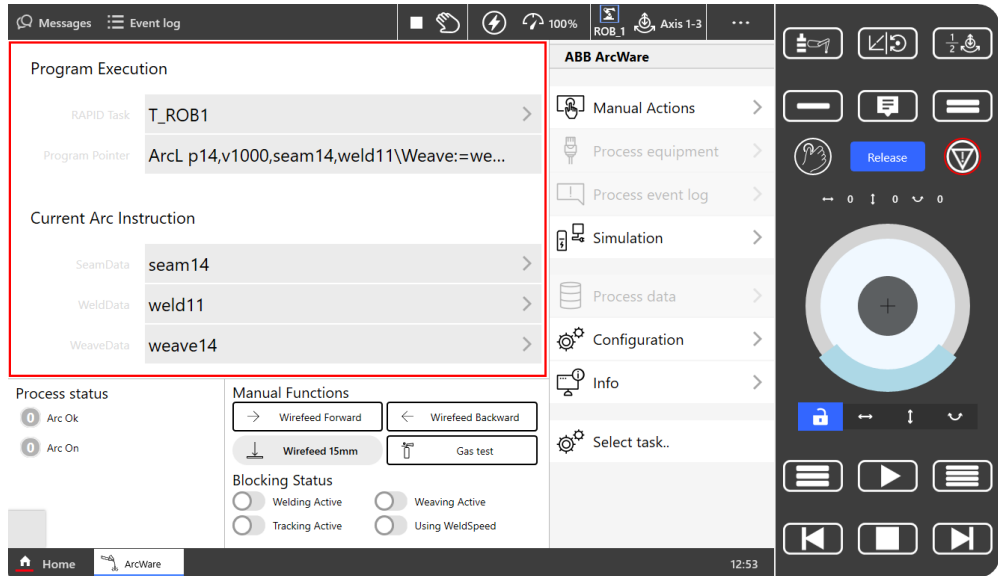 Messages Event log 100% ROB_1 Axis 1-3 ...
Program Execution
RAPID Task T_ROB1
Program Pointer ArcL p14,v1000,seam14,weld11\Weave:=we...
Current Arc Instruction
SeamData seam14
WeldData weld11
WeaveData weave14
Process status
0 Arc Ok
0 Arc On
Manual Functions
Wirefeed Forward Wirefeed Backward
Wirefeed 15mm Gas test
Blocking Status
Welding Active Weaving Active
Tracking Active Using WeldSpeed
ABB ArcWare
Manual Actions
Process equipment
Process event log
Simulation
Process data
Configuration
Info
Select task..
Home ArcWare 12:53
1/2
Release
0 0 0